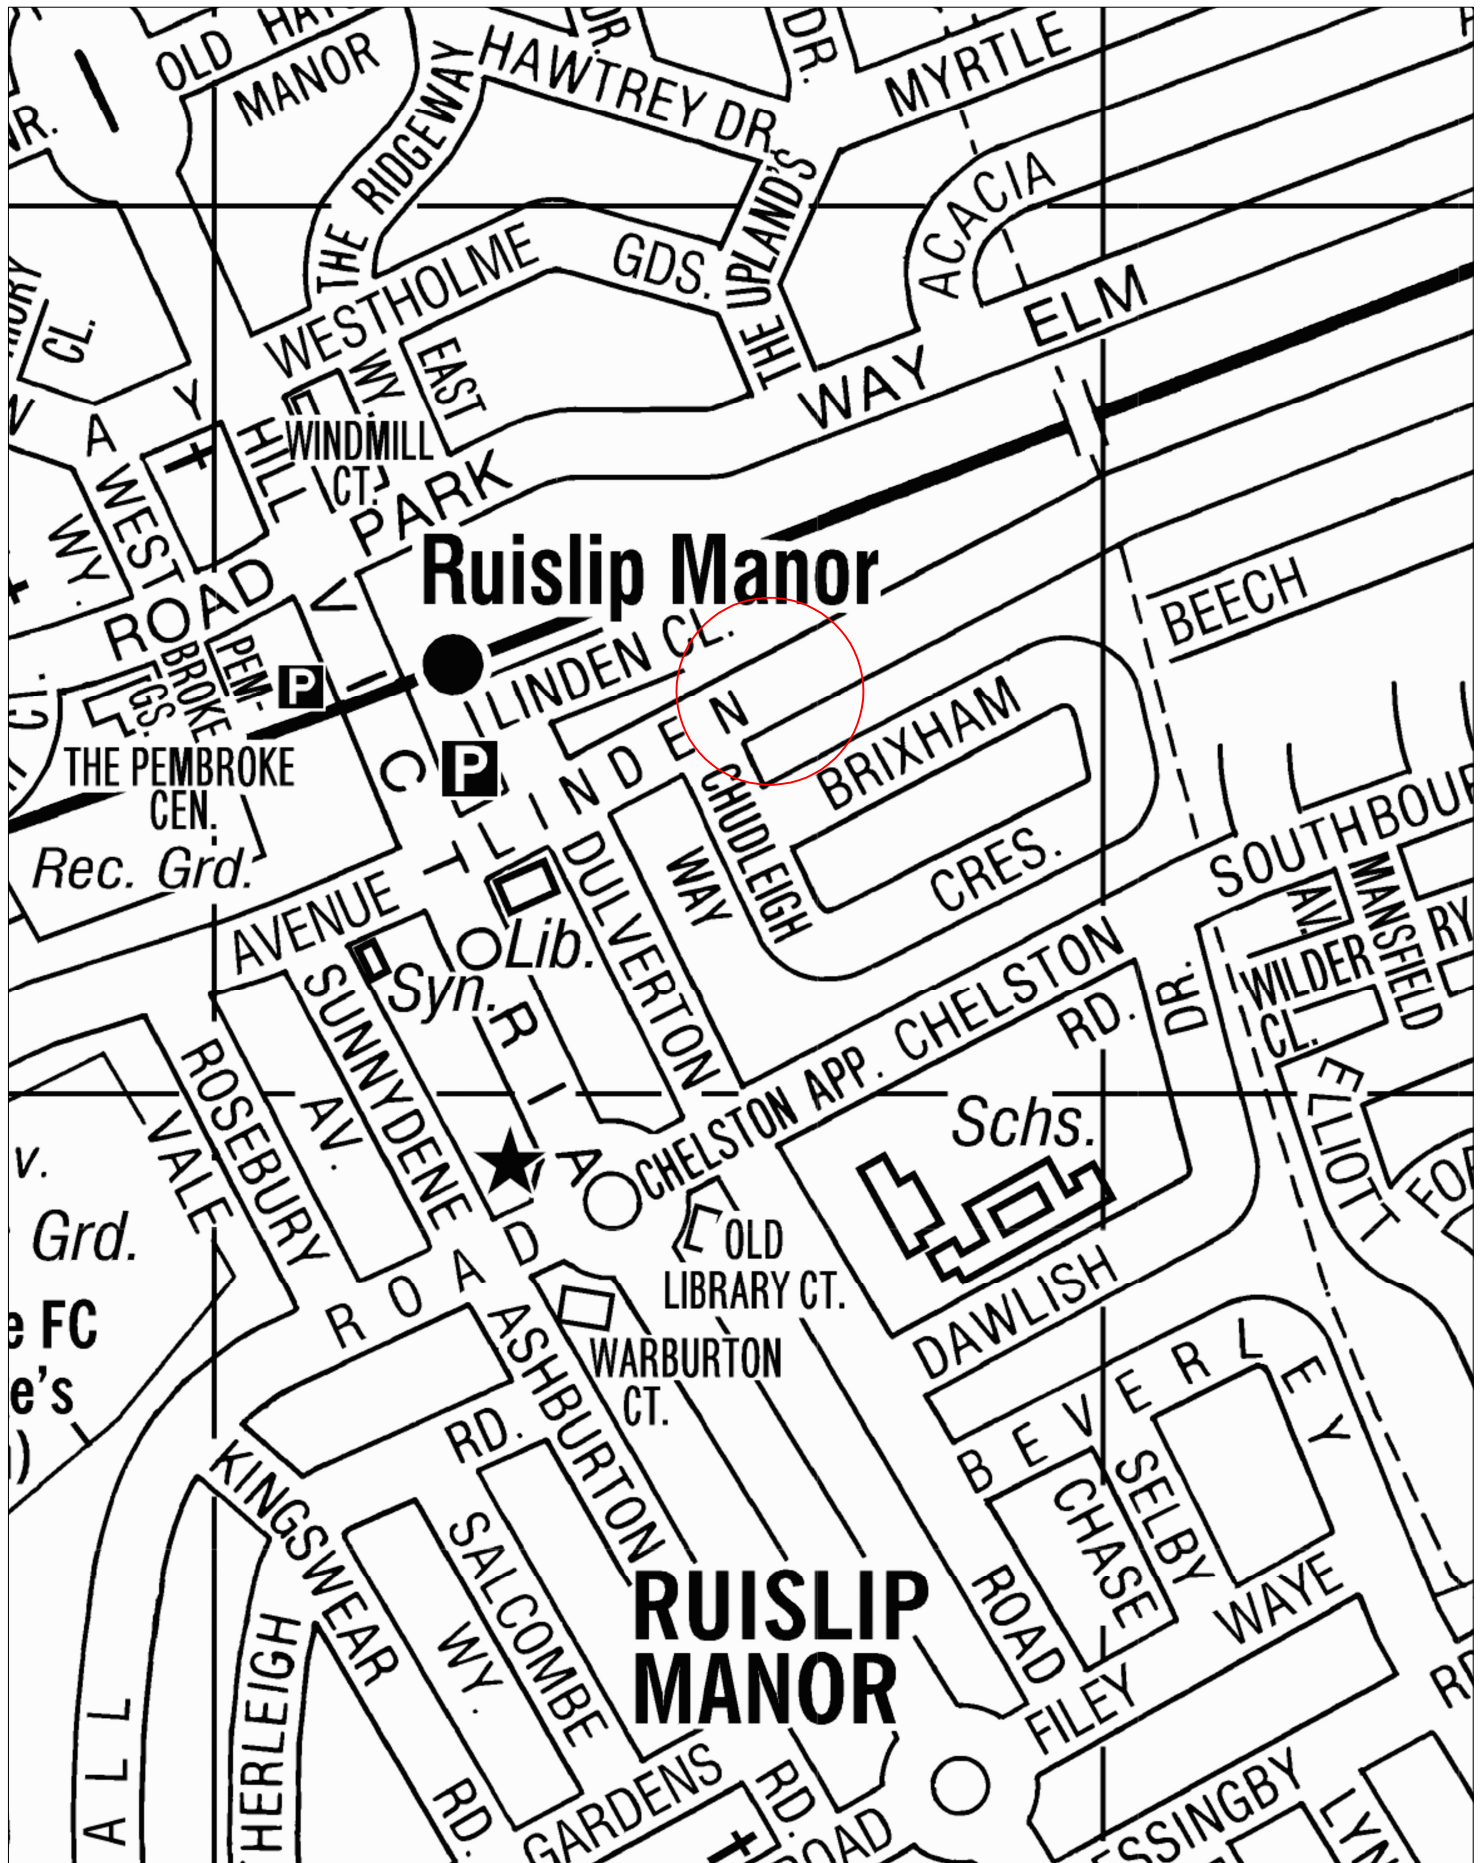 OLD
MANOR
THE RIDGEWAY
HAWTREY DR.
DR.
MYRTLE
ACACIA
WESTHOLME
GDS.
THE UPLAND'S
CL.
WY.
EAST
ELM
WAY
A Y
HILL
WINDMILL
CT.
PARK
WEST
WY.
ROAD
Ruislip Manor
LINDEN CL.
BEECH
PEM-
BROKE
GS.
P
P
THE PEMBROKE
CEN.
Rec. Grd.
VICTORIA
ROAD
LINDEN
BRIXHAM
CRES.
CHUDLEIGH
WAY
DULVERTON
Lib.
Syn.
AVENUE
SUNNYDENE
AV.
ROSEBURY
VALE
CHELSTON APP.
CHELSTON
RD.
DR.
AV.
MANSFIELD
WILDER
CL.
ELIOTT
Schs.
OLD
LIBRARY CT.
DAWLISH
WARBURTON
CT.
ASHBURTON
RD.
Grd.
FC
KINGSWEAR
RD.
SALCOMBE
WY.
BEVERLEY
CHASE
SELBY
WAYE
FILEY
ROAD
RUISLIP
MANOR
GARDENS
RD.